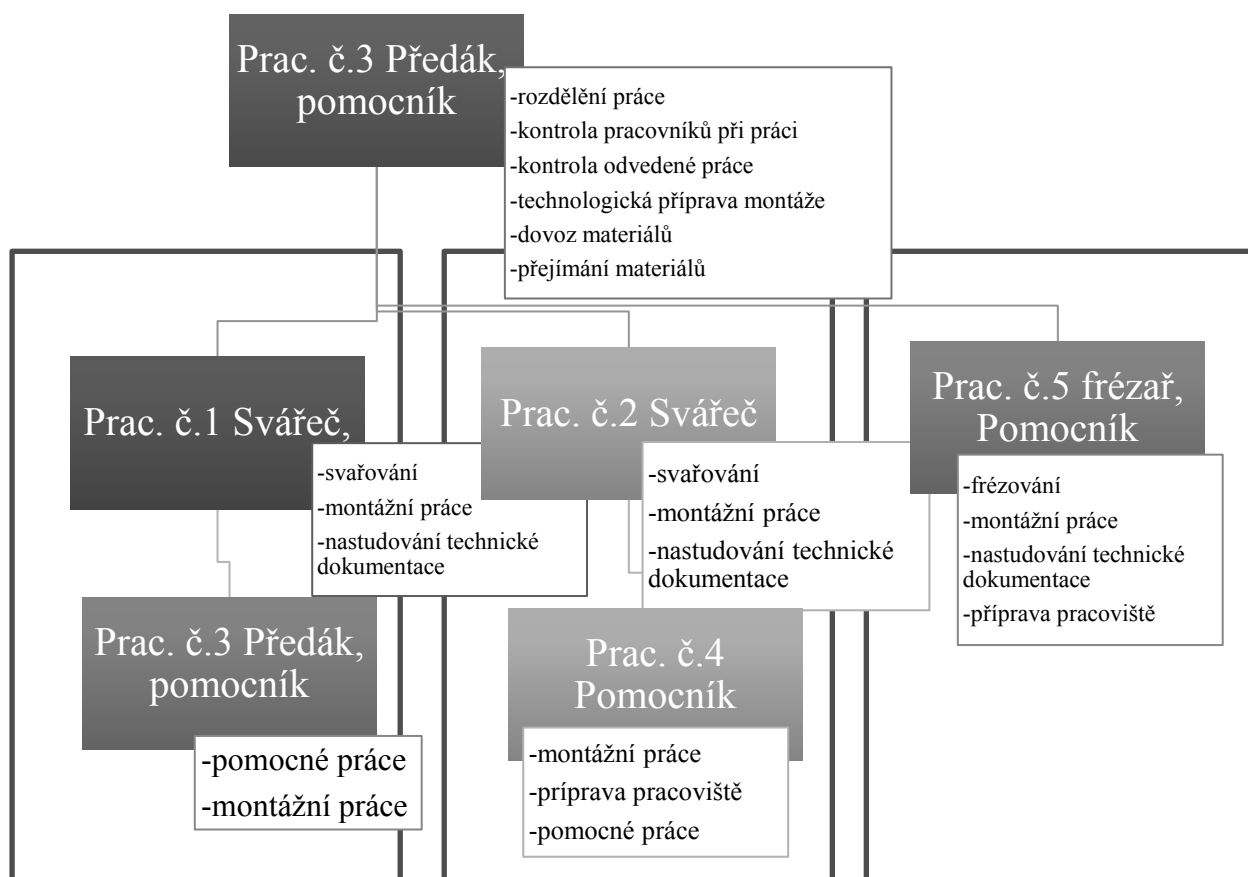 Prac. č.3 Předák,
pomocník
-rozdělění práce
-kontrola pracovníků při práci
-kontrola odvedené práce
-technologická příprava montáže
-dovoz materiálů
-přejímání materiálů
Prac. č.1 Svářeč,
-svařování
-montážní práce
-nastudování technické
dokumentace
Prac. č.3 Předák,
pomocník
-pomocné práce
-montážní práce
Prac. č.2 Svářeč
-svařování
-montážní práce
-nastudování technické
dokumentace
Prac. č.4
Pomocník
-montážní práce
-príprava pracoviště
-pomocné práce
Prac. č.5 frézař,
Pomocník
-frézování
-montážní práce
-nastudování technické
dokumentace
-příprava pracoviště